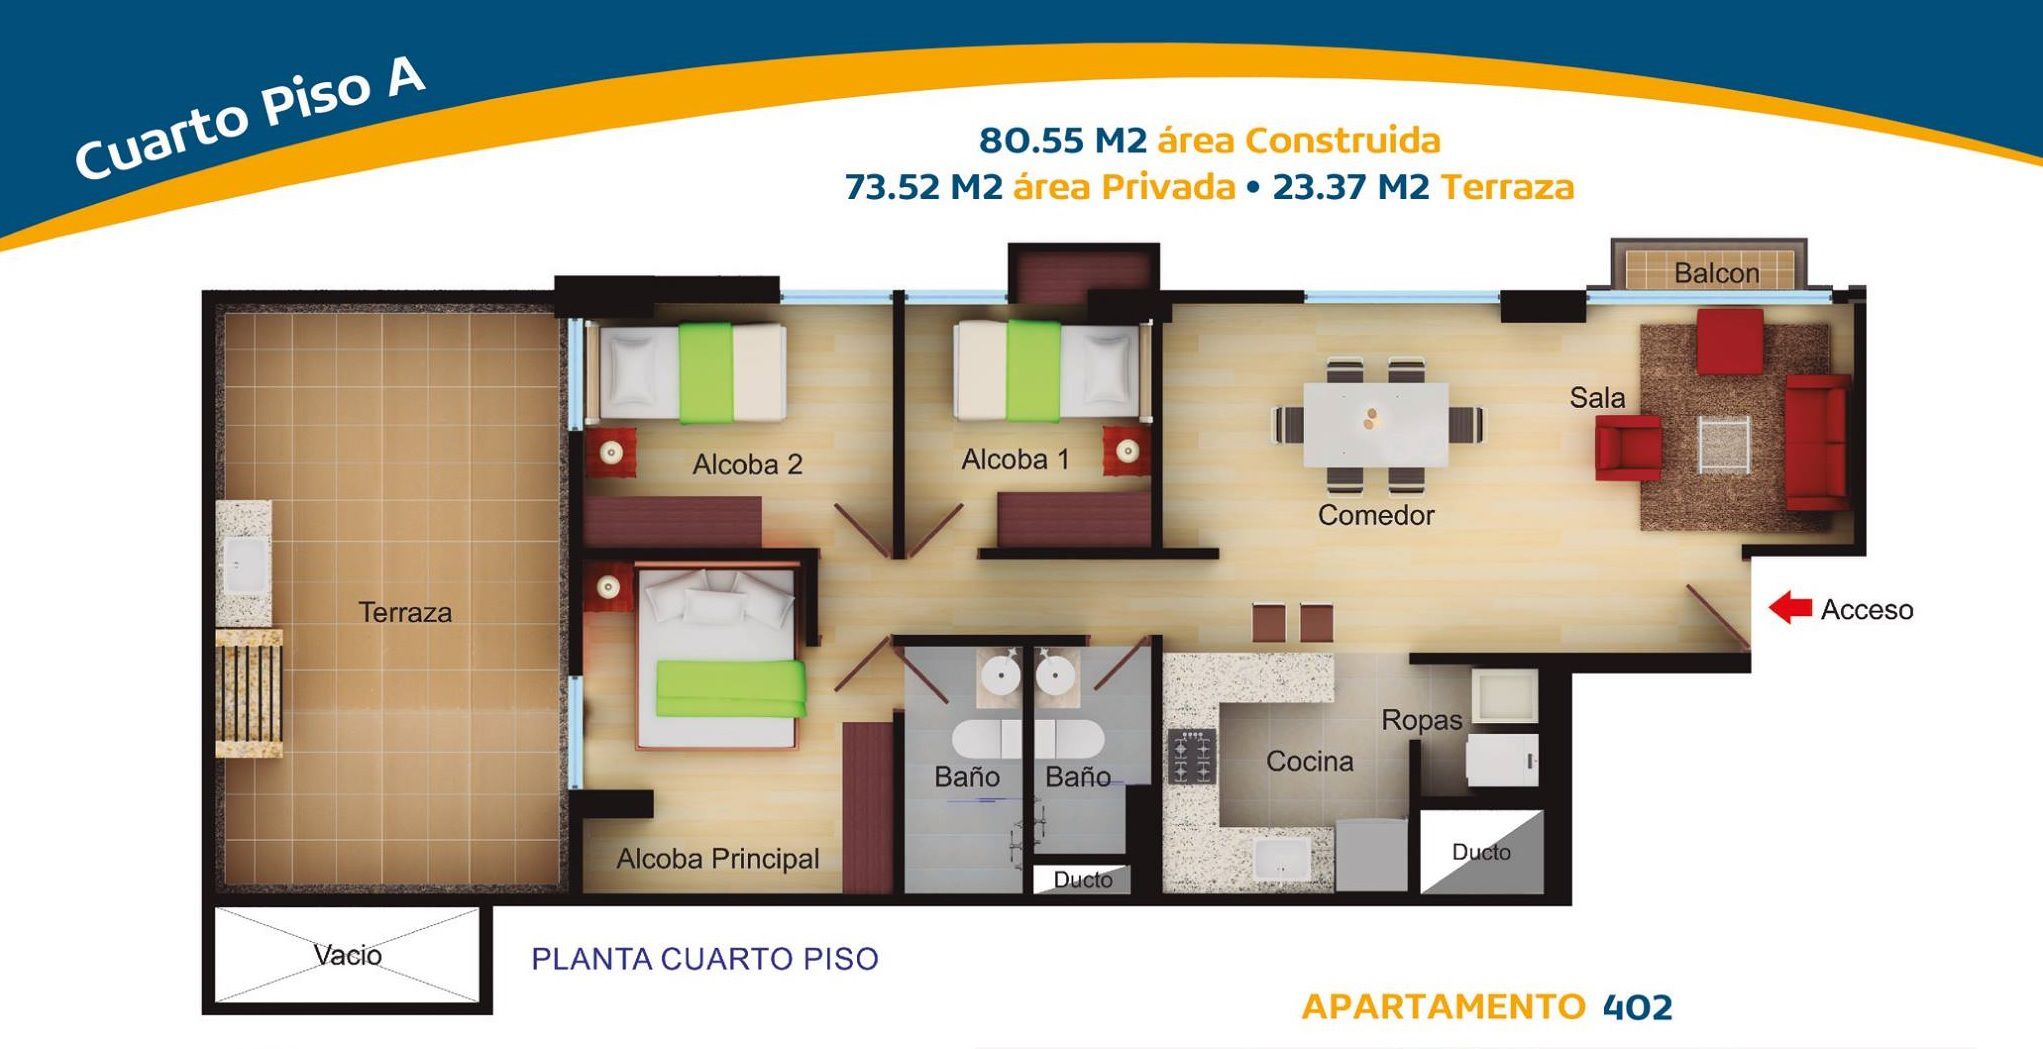 Cuarto Piso A
80.55 M2 área Construida
73.52 M2 área Privada • 23.37 M2 Terraza
Balcon
Sala
Alcoba 2
Alcoba 1
Comedor
Terraza
Acceso
Ropas
Cocina
Baño
Baño
Alcoba Principal
Ducto
Ducto
Vacio
PLANTA CUARTO PISO
APARTAMENTO 402